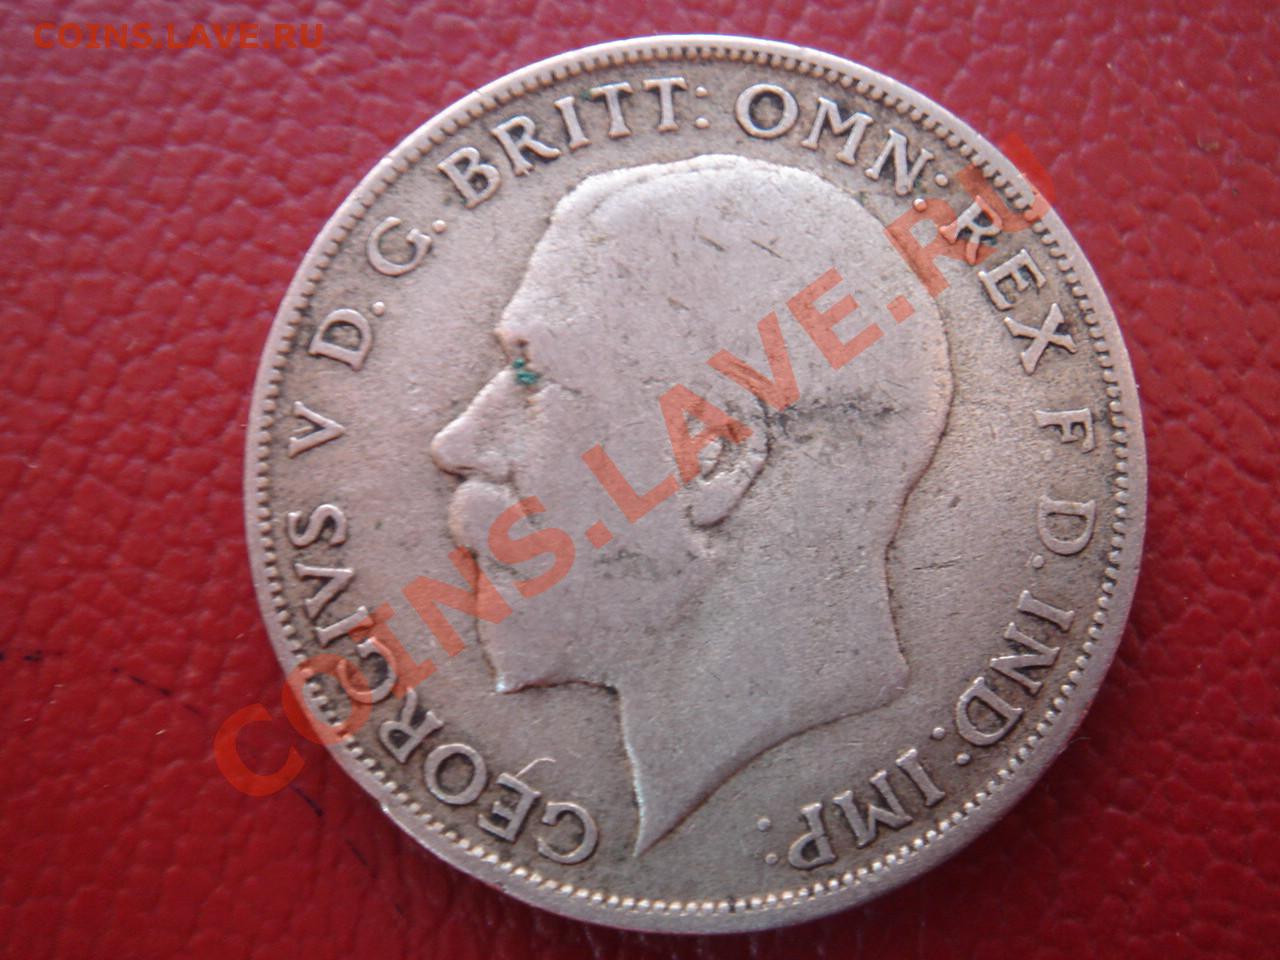 COINS.LAVE.RU
GEORGIVS V D. G. BRITT: OMN: REX F. D. IND: IMP:
COINS.LAVE.RU